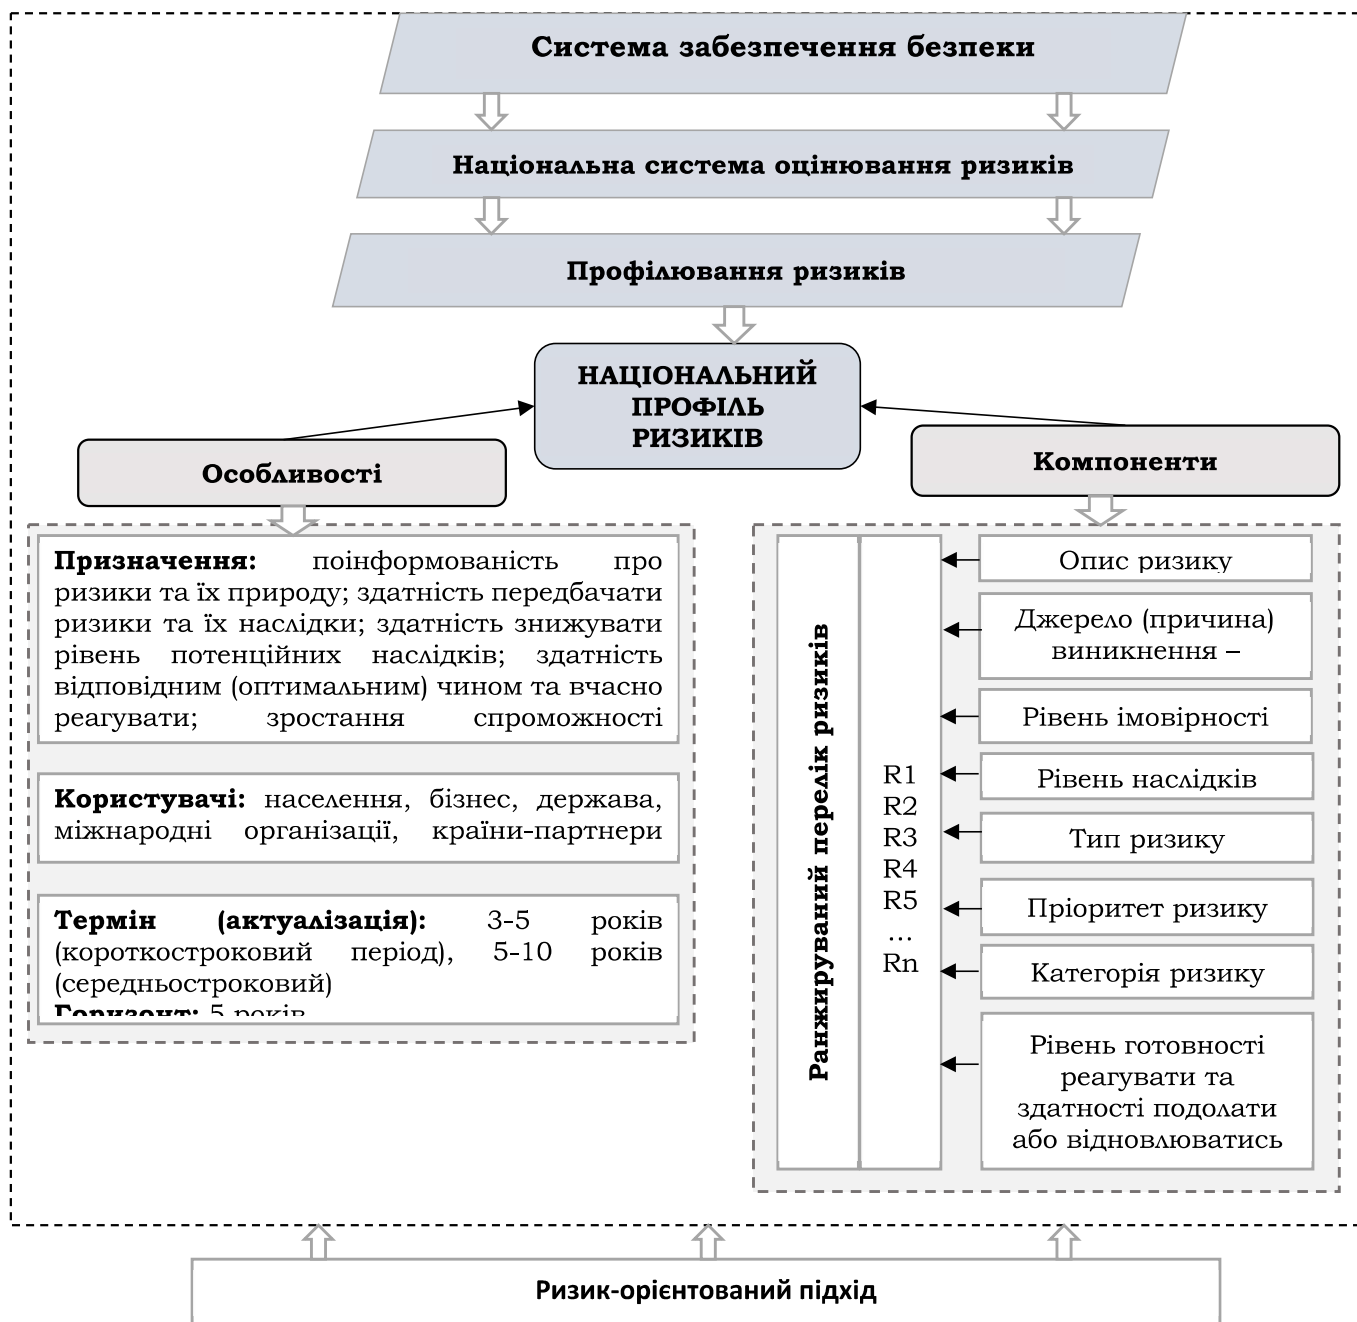 Система забезпечення безпеки
Національна система оцінювання ризиків
Профілювання ризиків
НАЦІОНАЛЬНИЙ
ПРОФІЛЬ
РИЗИКІВ
Особливості
Призначення: поінформованість про
ризики та їх природу; здатність передбачати
ризики та їх наслідки; здатність знижувати
рівень потенційних наслідків; здатність
відповідним (оптимальним) чином та вчасно
реагувати; зростання спроможності
Користувачі: населення, бізнес, держава,
міжнародні організації, країни-партнери
Термін (актуалізація): 3-5 років
(короткостроковий період), 5-10 років
(середньостроковий)
Горизонт: 5 років
Компоненти
Ранжируваний перелік ризиків
R1
R2
R3
R4
R5
...
Rn
Опис ризику
Джерело (причина)
виникнення –
Рівень імовірності
Рівень наслідків
Тип ризику
Пріоритет ризику
Категорія ризику
Рівень готовності
реагувати та
здатності подолати
або відновлюватись
Ризик-орієнтований підхід